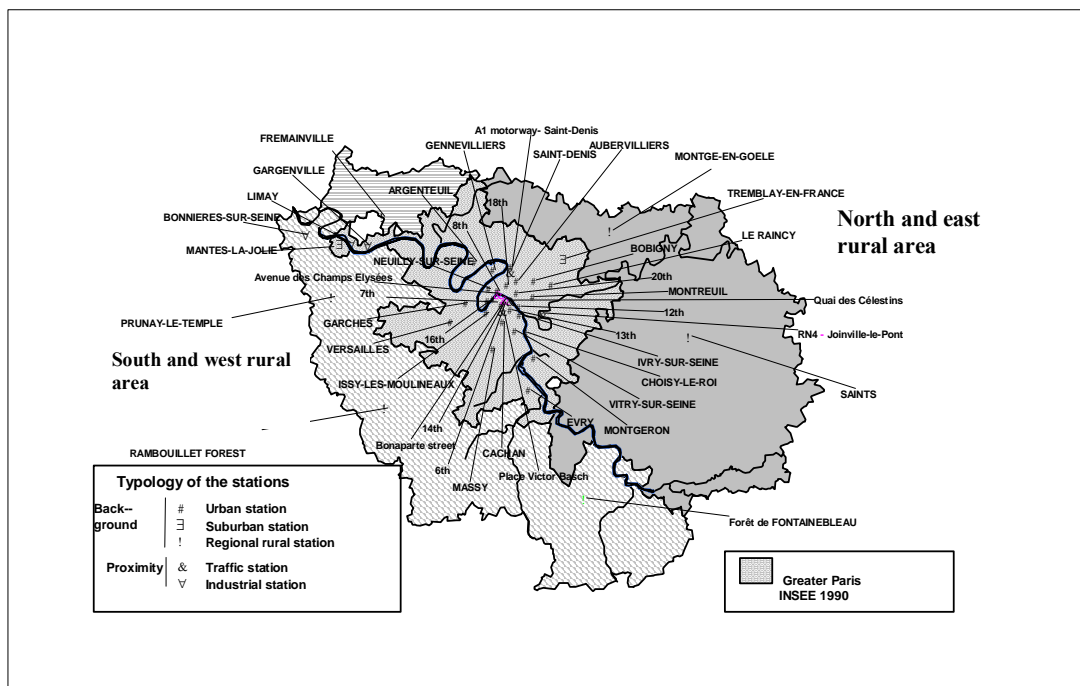 A1 motorway- Saint-Denis
FREMAINVILLE
GENNEVILLIERS
AUBERVILLIERS
SAINT-DENIS
MONTGE-EN-GOELE
GARGENVILLE
ARGENTEUIL
18th
TREMBLAY-EN-FRANCE
LIMAY
BONNIERES-SUR-SEINE
8th
North and east
rural area
LE RAINCY
MANTES-LA-JOLIE
BOBIGNY
NEUILLY-SUR-SEINE
Avenue des Champs Elysées
20th
7th
MONTREUIL
Quai des Célestins
PRUNAY-LE-TEMPLE
GARCHES
12th
RN4 - Joinville-le-Pont
VERSAILLES
16th
13th
South and west rural
area
IVRY-SUR-SEINE
ISSY-LES-MOULINEAUX
CHOISY-LE-ROI
SAINTS
VITRY-SUR-SEINE
14th
EVRY
MONTGERON
Bonaparte street
RAMBOUILLET FOREST
CACHAN
6th
Place Victor Basch
MASSY
Forêt de FONTAINEBLEAU
Typology of the stations
Back--
ground
# Urban station
∃ Suburban station
! Regional rural station
Proximity
& Traffic station
∀ Industrial station
Greater Paris
INSEE 1990